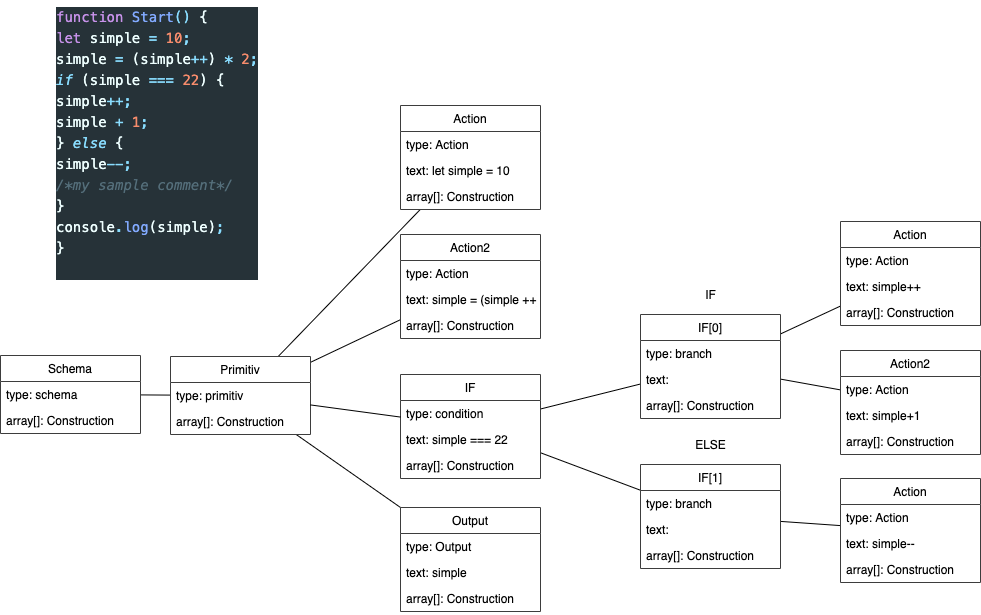 function Start() {
let simple = 10;
simple = (simple++) * 2;
if (simple === 22) {
simple++;
simple + 1;
} else {
simple--;
/*my sample comment*/
}
console.log(simple);
}
Schema
type: schema
array[]: Construction
Primitiv
type: primitiv
array[]: Construction
Action
type: Action
text: let simple = 10
array[]: Construction
Action2
type: Action
text: simple = (simple ++
array[]: Construction
IF
type: condition
text: simple === 22
array[]: Construction
Output
type: Output
text: simple
array[]: Construction
IF
IF[0]
type: branch
text:
array[]: Construction
ELSE
IF[1]
type: branch
text:
array[]: Construction
Action
type: Action
text: simple++
array[]: Construction
Action2
type: Action
text: simple+1
array[]: Construction
Action
type: Action
text: simple--
array[]: Construction